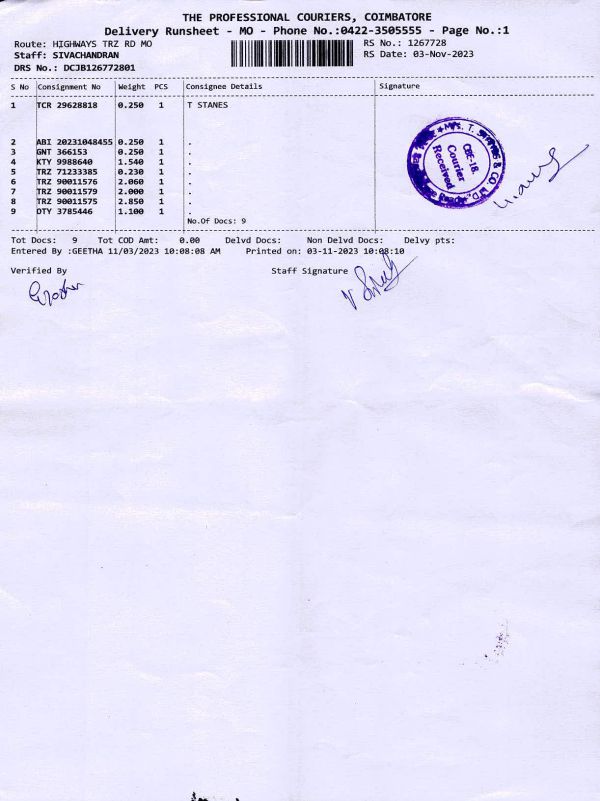 THE PROFESSIONAL COURIERS, COIMBATORE
Delivery Runsheet - MO - Phone No.:0422-3505555 - Page No.:1
Route: HIGHWAYS TRZ RD MO RS No.: 1267728
Staff: SIVACHANDRAN RS Date: 03-Nov-2023
DRS No.: DCJB126772801
S No Consignment No Weight PCS Consignee Details Signature
1 TCR 29628818 0.250 1 T STANES
2 ABI 20231048455 0.250 1 .
3 GNT 366153 0.250 1 .
4 KTY 9988640 1.540 1 .
5 TRZ 71233385 0.230 1 .
6 TRZ 90011576 2.060 1 .
7 TRZ 90011579 2.000 1 .
8 TRZ 90011575 2.850 1 .
9 OTY 3785446 1.100 1 .
No.Of Docs: 9
M/s. T. STANES & CO LTD.
CBE-18.
Courier
Received
Tot Docs: 9 Tot COD Amt: 0.00 Delvd Docs: Non Delvd Docs: Delvy pts:
Entered By :GEETHA 11/03/2023 10:08:08 AM Printed on: 03-11-2023 10:08:10
Verified By Staff Signature